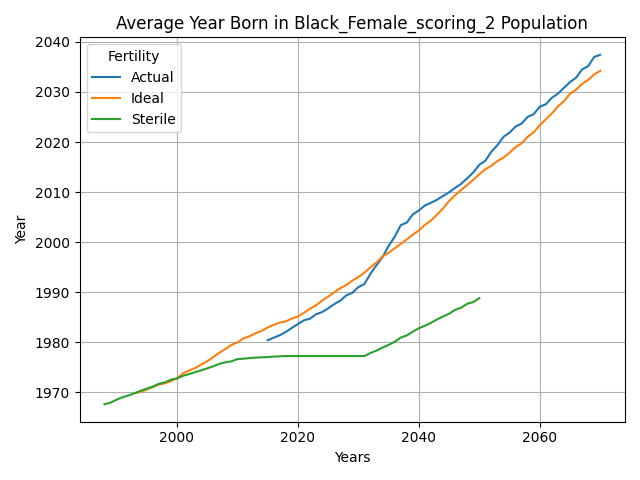 Average Year Born in Black_Female_scoring_2 Population
Fertility
Actual
Ideal
Sterile
Year
2040
2030
2020
2010
2000
1990
1980
1970
2000 2020 2040 2060
Years